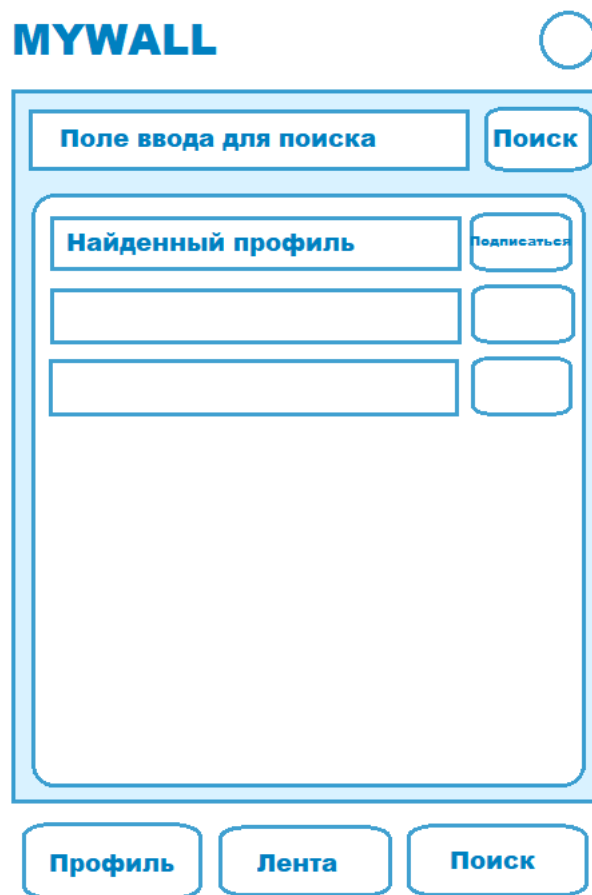 MYWALL
Поле ввода для поиска
Поиск
Найденный профиль
Подписаться
Профиль
Лента
Поиск